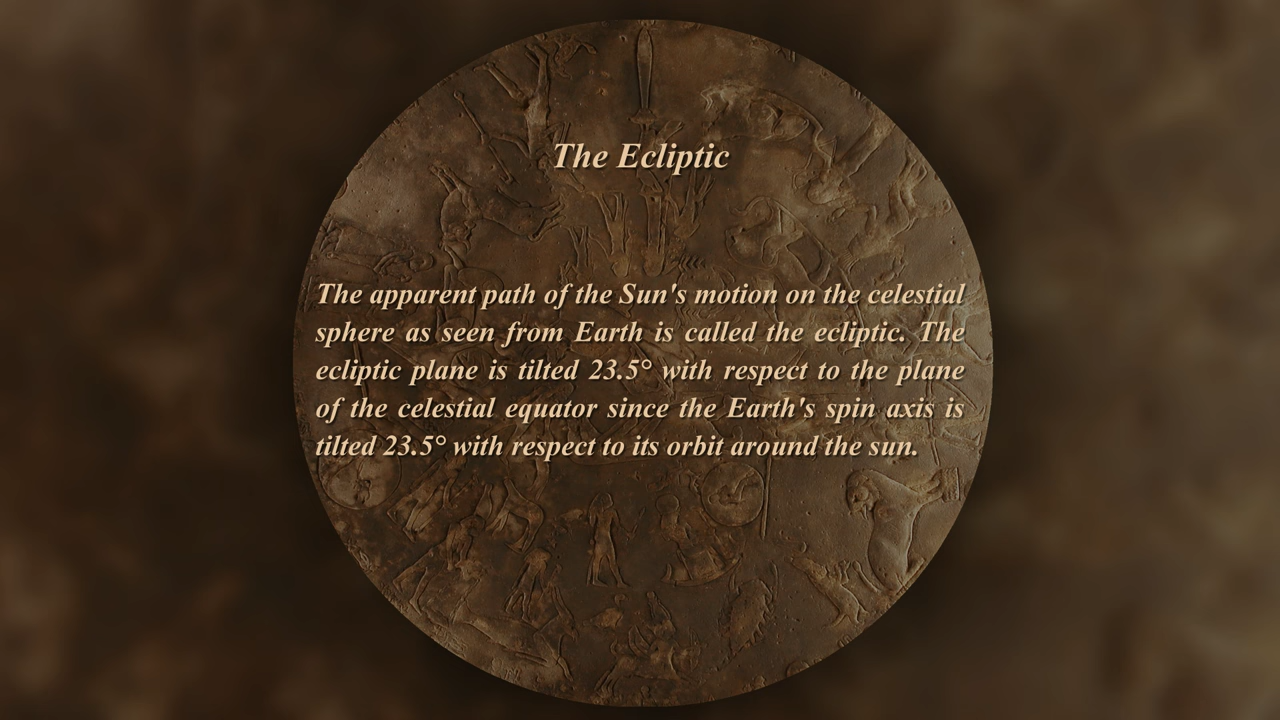 The Ecliptic
The apparent path of the Sun's motion on the celestial
sphere as seen from Earth is called the ecliptic. The
ecliptic plane is tilted 23.5° with respect to the plane
of the celestial equator since the Earth's spin axis is
tilted 23.5° with respect to its orbit around the sun.